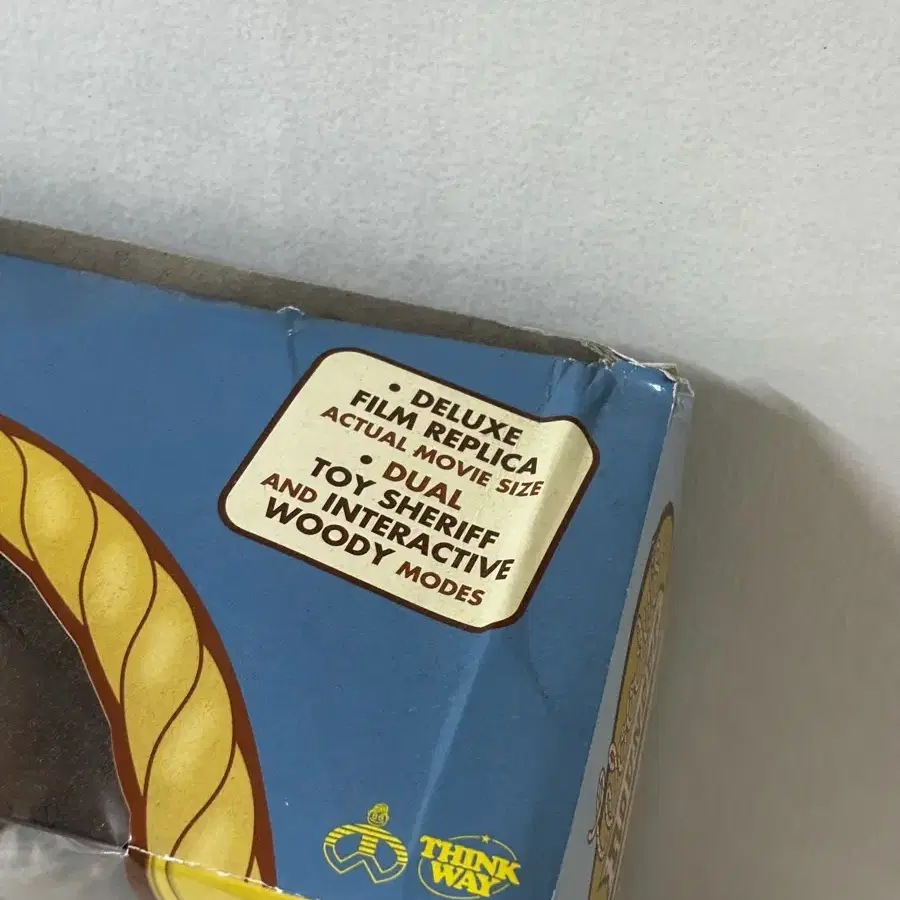 • DELUXE
FILM REPLICA
ACTUAL MOVIE SIZE
• DUAL
TOY SHERIFF
AND INTERACTIVE
WOODY MODES
THINK
WAY